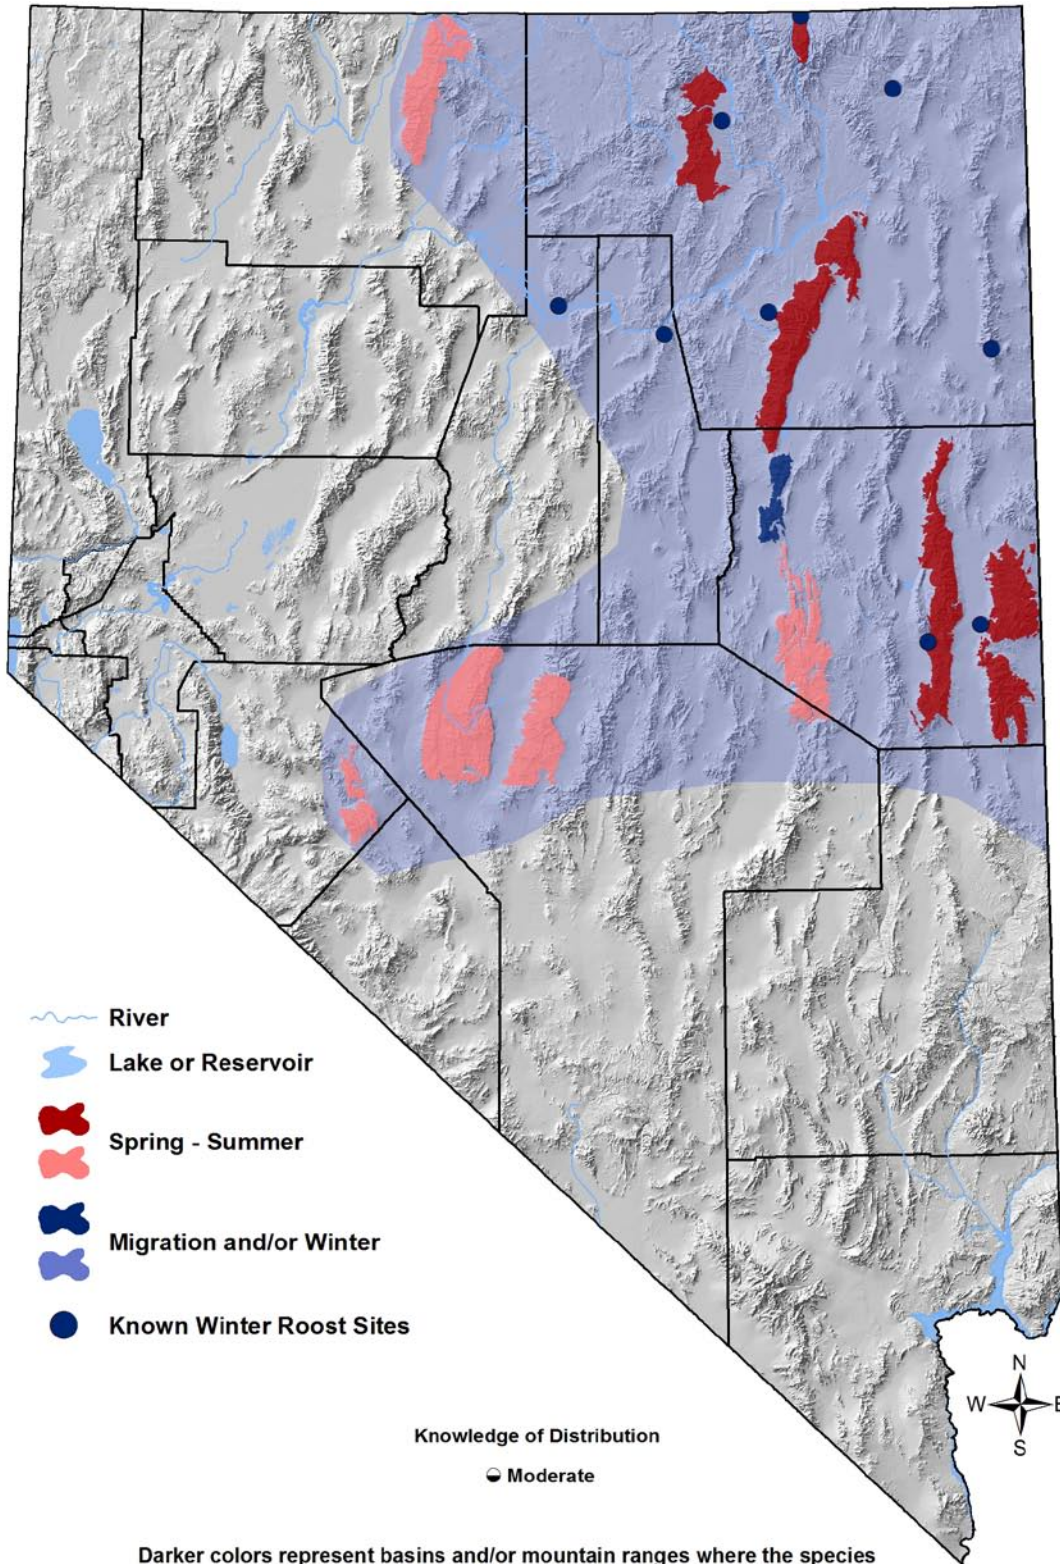 River
Lake or Reservoir
Spring - Summer
Migration and/or Winter
Known Winter Roost Sites
N
W
E
S
Knowledge of Distribution
Moderate
Darker colors represent basins and/or mountain ranges where the species